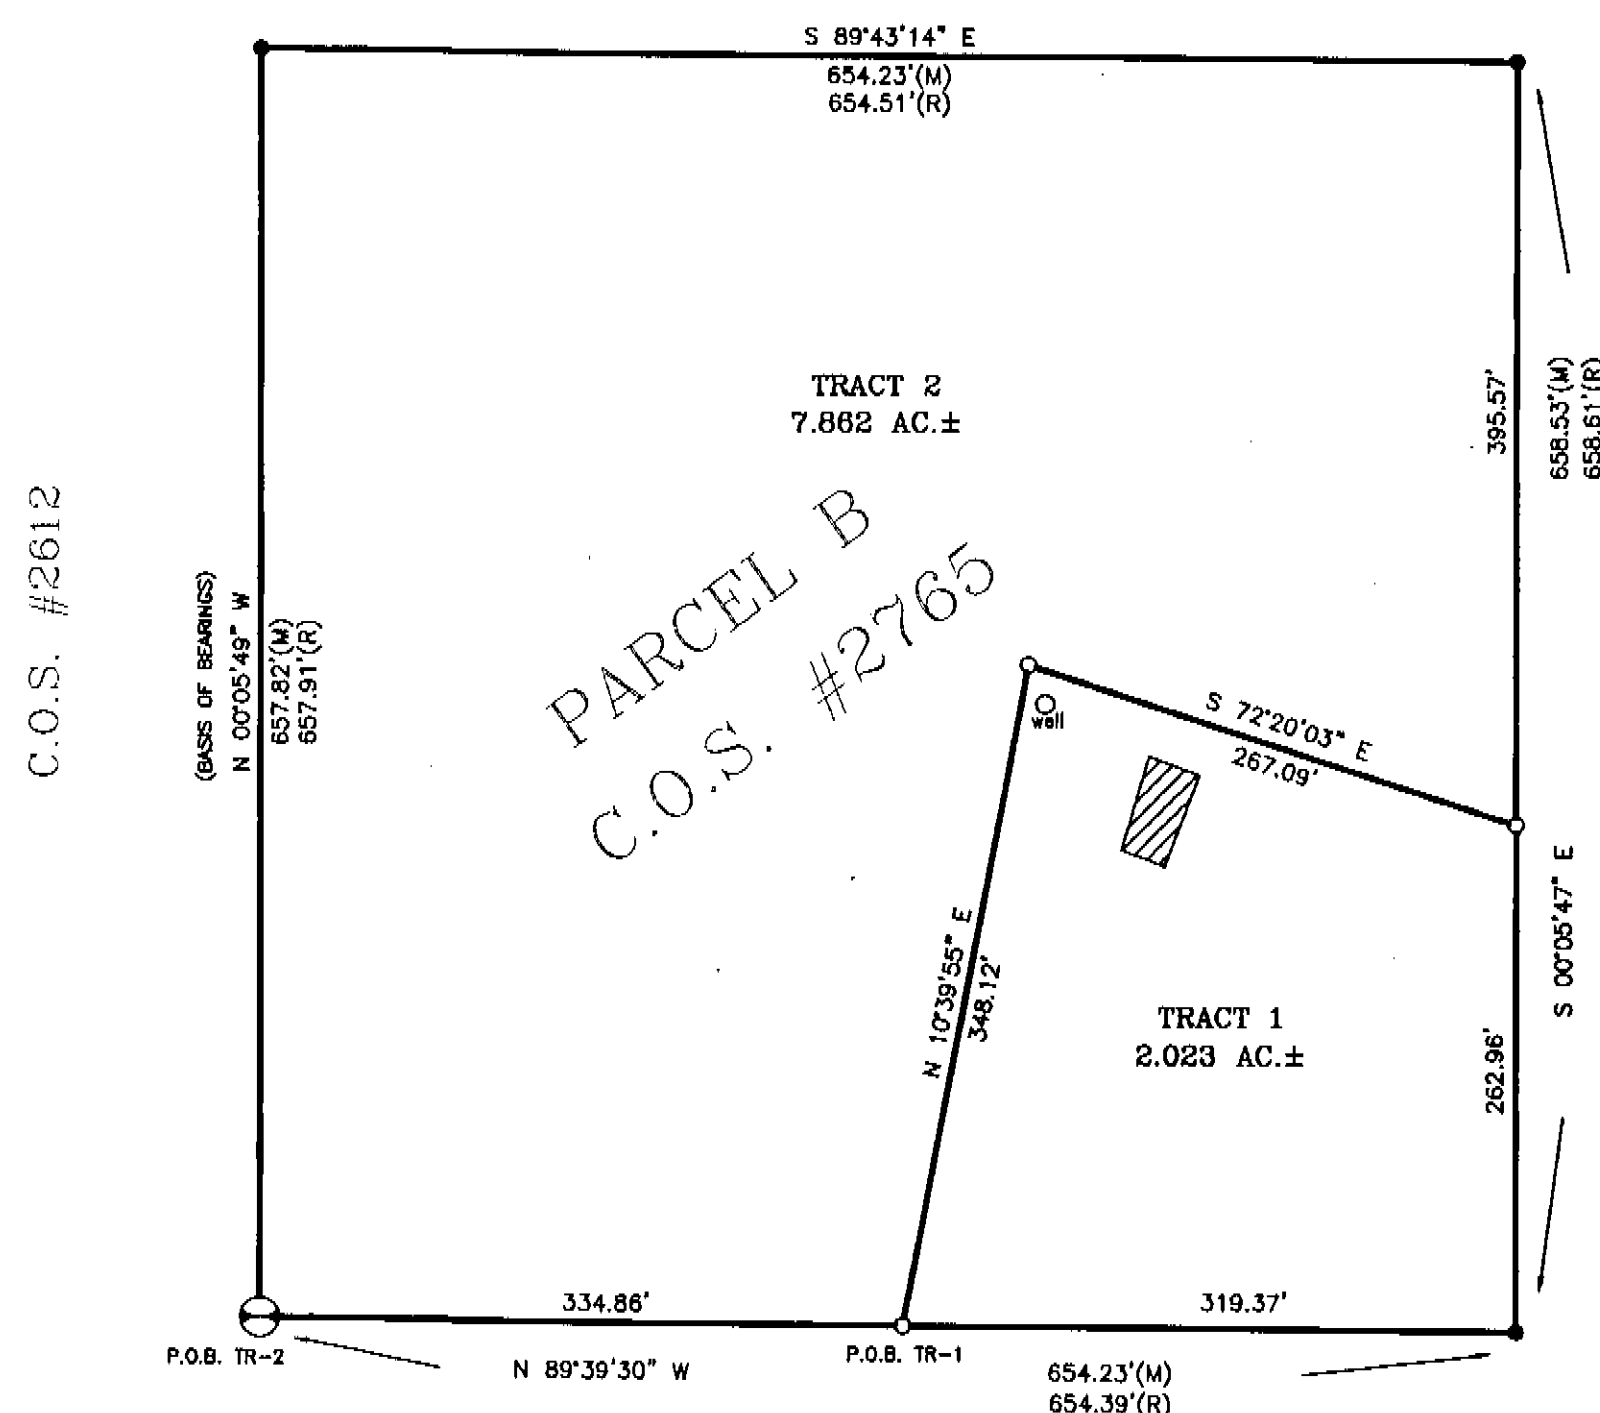 S 89°43'14" E
654.23'(M)
654.51'(R)
TRACT 2
7.862 AC.±
395.57'
658.53'(M)
658.61'(R)
C.O.S. #2612
(BASIS OF BEARINGS)
N 00°05'49" W
657.82'(M)
657.91'(R)
PARCEL B
C.O.S. #2765
well
S 72°20'03" E
267.09'
N 10°39'55" E
348.12'
TRACT 1
2.023 AC.±
262.96'
S 00°05'47" E
334.86'
319.37'
P.O.B. TR-2
N 89°39'30" W
P.O.B. TR-1
654.23'(M)
654.39'(R)